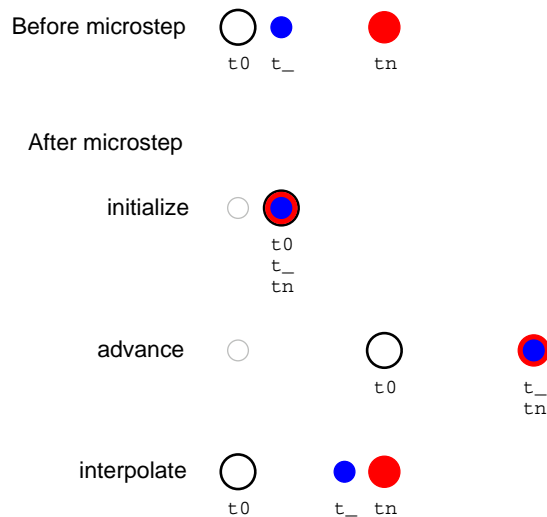 Before microstep
t0 t_ tn
After microstep
initialize
t0
t_
tn
advance
t0 t_
tn
interpolate
t0 t_ tn